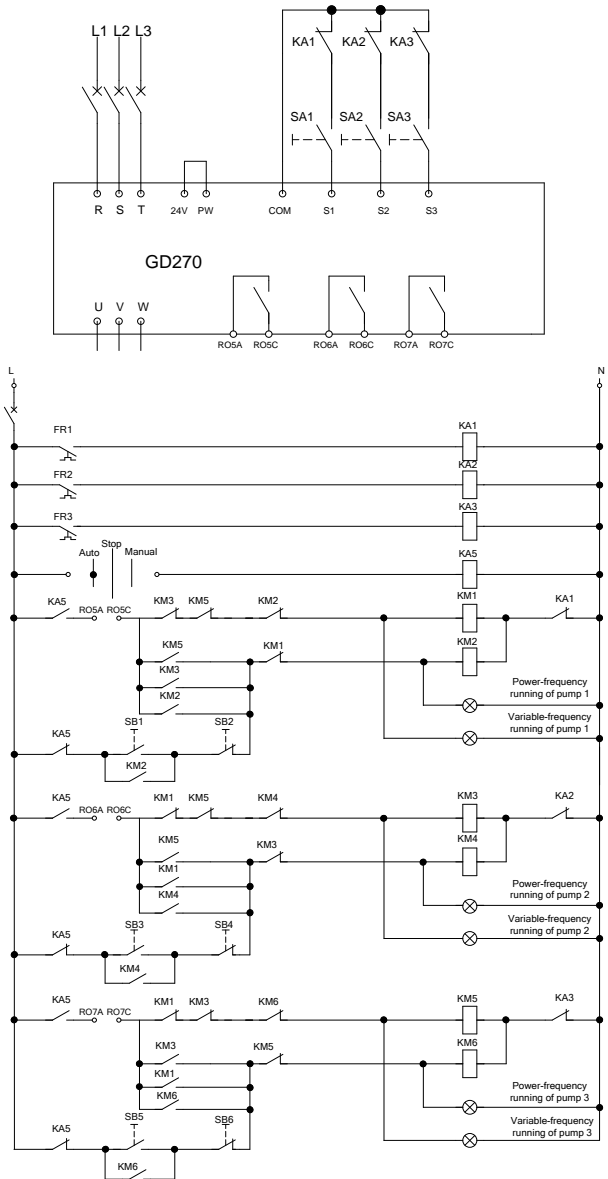 L1 L2 L3
KA1 KA2 KA3
SA1 SA2 SA3
R S T 24V PW COM S1 S2 S3
GD270
U V W
RO5A RO5C RO6A RO6C RO7A RO7C
L N
FR1 KA1
FR2 KA2
FR3 KA3
Auto Stop Manual KA5
KA5 RO5A RO5C KM3 KM5 KM2 KM1 KA1
KM5 KM1 KM2
KM3
KM2
Power-frequency
running of pump 1
Variable-frequency
running of pump 1
KA5 SB1 SB2
KM2
KA5 RO6A RO6C KM1 KM5 KM4 KM3 KA2
KM5 KM3 KM4
KM1
KM4
Power-frequency
running of pump 2
Variable-frequency
running of pump 2
KA5 SB3 SB4
KM4
KA5 RO7A RO7C KM1 KM3 KM6 KM5 KA3
KM3 KM5 KM6
KM1
KM6
Power-frequency
running of pump 3
Variable-frequency
running of pump 3
KA5 SB5 SB6
KM6